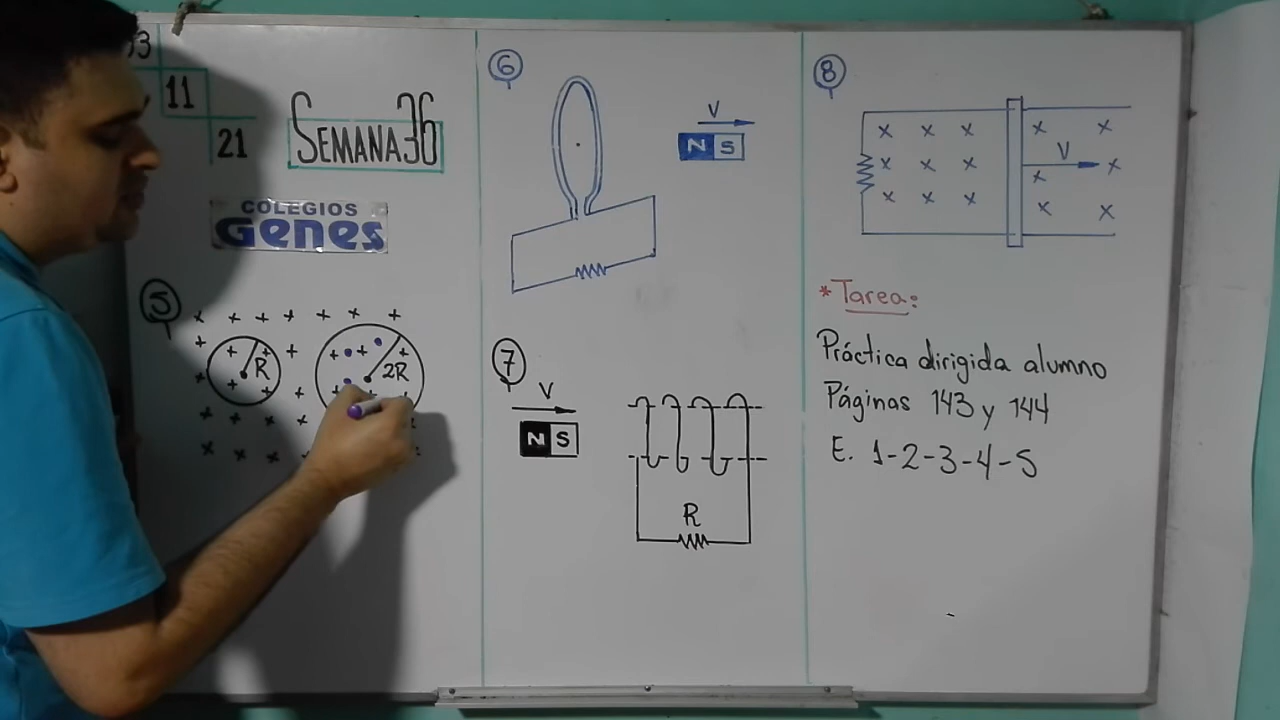 03
11
21
SEMANA 36
COLEGIOS
Genes
5
R
2R
6
V
N S
7
V
N S
R
8
V
*Tarea:
Práctica dirigida alumno
Páginas 143 y 144
E. 1-2-3-4-5